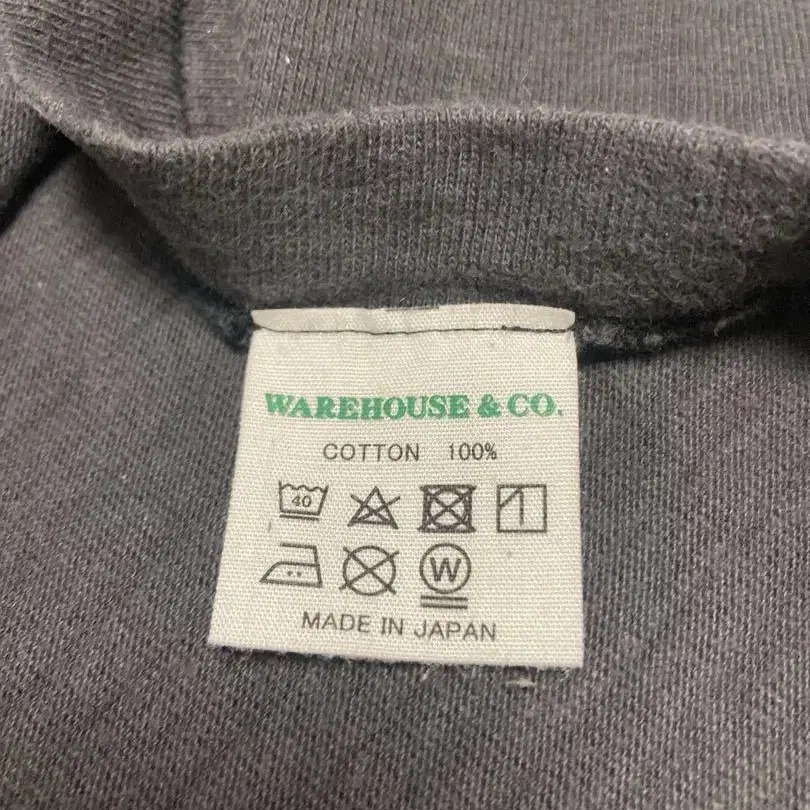 WAREHOUSE & CO.
COTTON 100%
40
W
MADE IN JAPAN